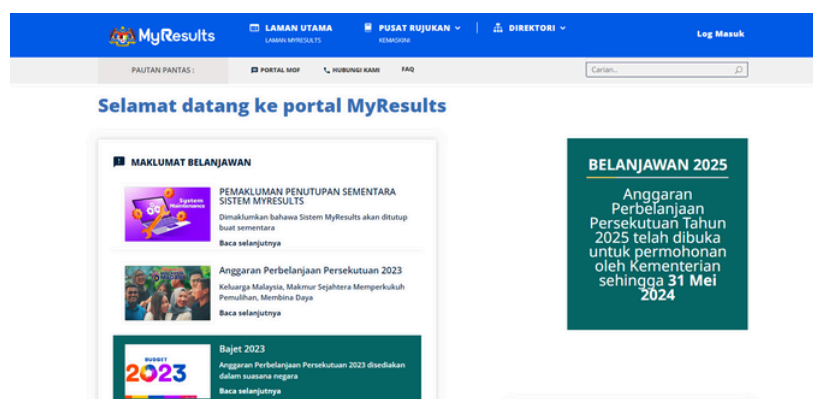 MyResults
LAMAN UTAMA
LAMAN MYRESULTS
PUSAT RUJUKAN
KEMASKINI
DIREKTORI
Log Masuk
PAUTAN PANTAS :
PORTAL MOF
HUBUNGI KAMI
FAQ
Carian..
Selamat datang ke portal MyResults
MAKLUMAT BELANJAWAN
System
Maintenance
PEMAKLUMAN PENUTUPAN SEMENTARA
SISTEM MYRESULTS
Dimaklumkan bahawa Sistem MyResults akan ditutup
buat sementara
Baca selanjutnya
Anggaran Perbelanjaan Persekutuan 2023
Keluarga Malaysia, Makmur Sejahtera Memperkukuh
Pemulihan, Membina Daya
Baca selanjutnya
BUDGET
2023
Bajet 2023
Anggaran Perbelanjaan Persekutuan 2023 disediakan
dalam suasana negara
Baca selanjutnya
BELANJAWAN 2025
Anggaran
Perbelanjaan
Persekutuan Tahun
2025 telah dibuka
untuk permohonan
oleh Kementerian
sehingga 31 Mei
2024